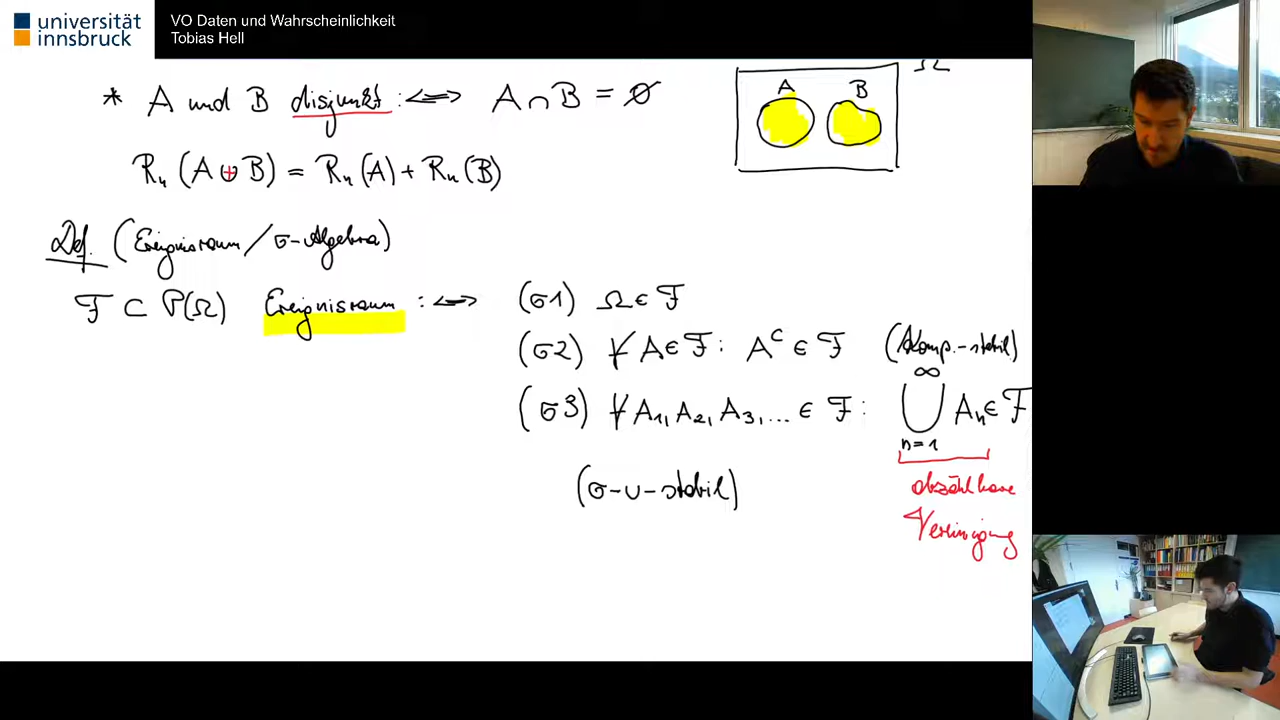 universität
innsbruck
VO Daten und Wahrscheinlichkeit
Tobias Hell
Ω
* A und B disjunkt :⟺ A ∩ B = ∅
A B
Rn (A ⊎ B) = Rn(A) + Rn(B)
Def. (Ereignisraum / σ-Algebra)
F ⊂ P(Ω) Ereignisraum :⟺ (σ1) Ω ∈ F
(σ2) ∀ A ∈ F : A^C ∈ F (Komp.-stabil)
(σ3) ∀ A1, A2, A3, ... ∈ F : ⋃_{n=1}^{∞} An ∈ F
(σ-∪-stabil)
abzählbare
Vereinigung